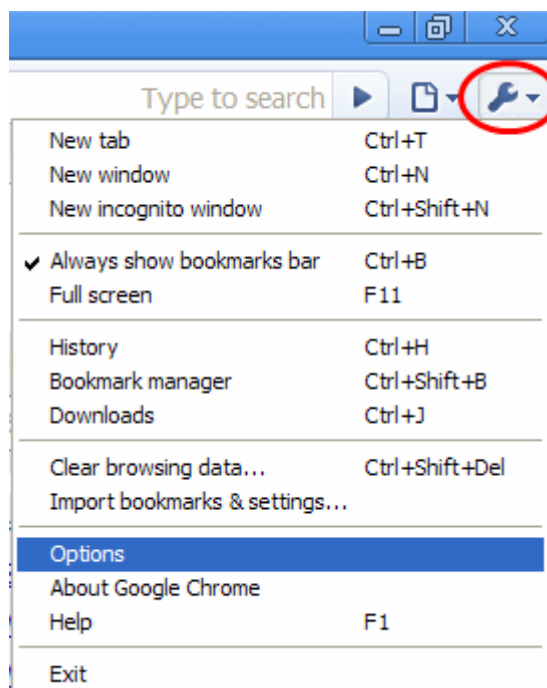 Type to search
New tab Ctrl+T
New window Ctrl+N
New incognito window Ctrl+Shift+N
Always show bookmarks bar Ctrl+B
Full screen F11
History Ctrl+H
Bookmark manager Ctrl+Shift+B
Downloads Ctrl+J
Clear browsing data... Ctrl+Shift+Del
Import bookmarks & settings...
Options
About Google Chrome
Help F1
Exit